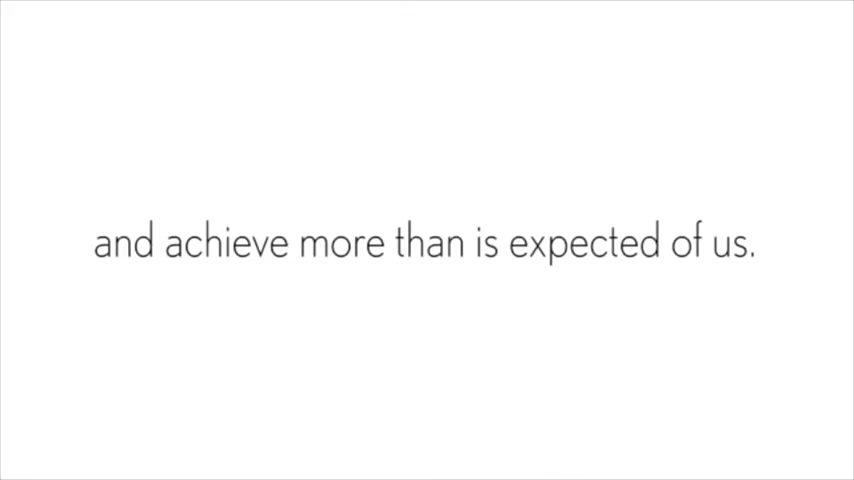 and achieve more than is expected of us.